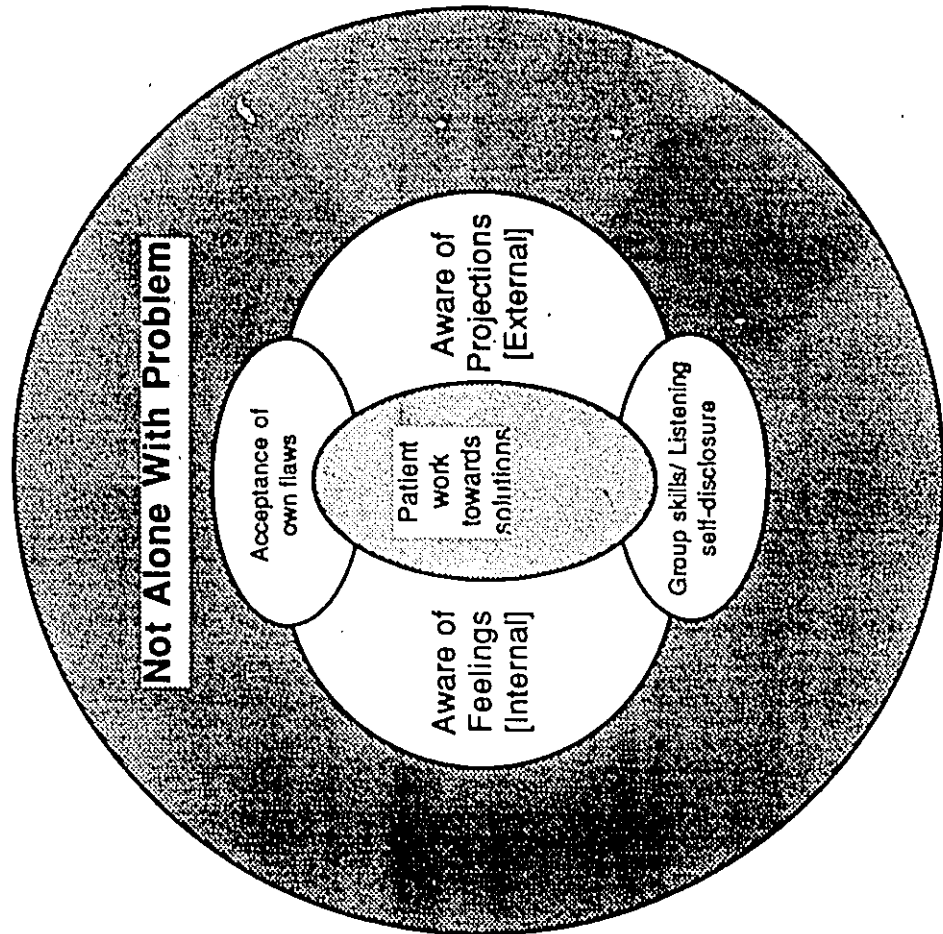 Not Alone With Problem
Acceptance of
own flaws
Aware of
Feelings
[Internal]
Patient
work
towards
solutions
Aware of
Projections
[External]
Group skills/ Listening
self-disclosure